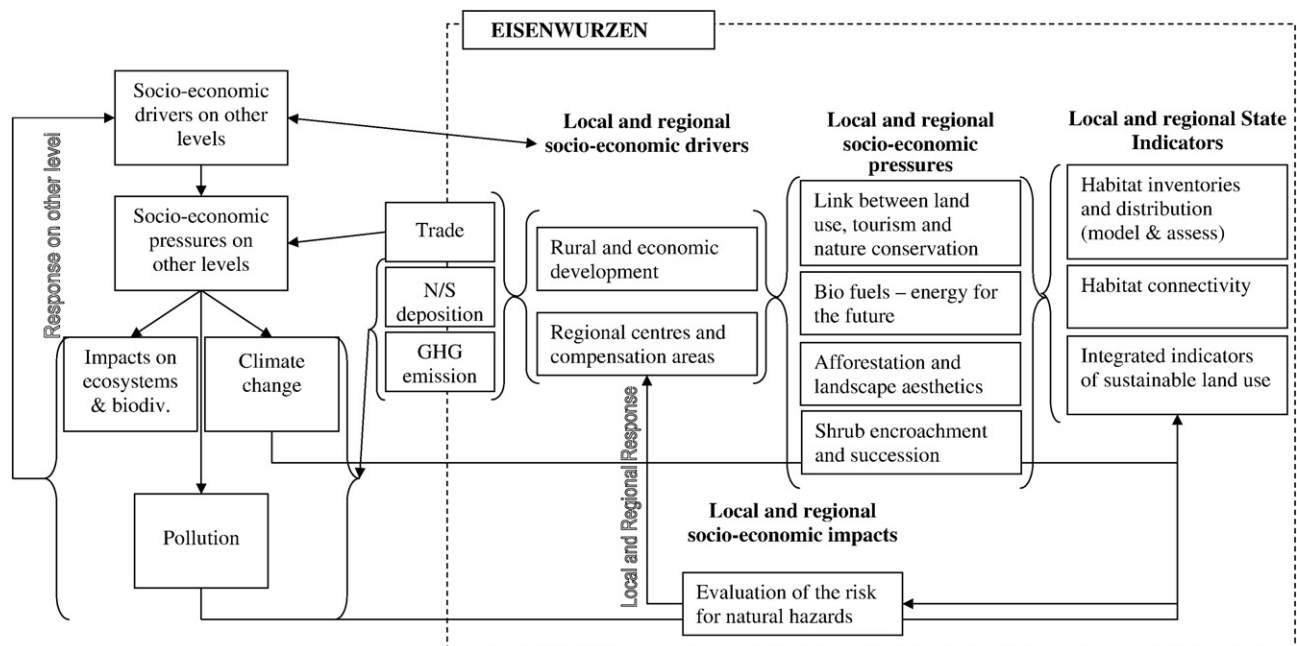 EISENWURZEN
Socio-economic
drivers on other
levels
Response on other level
Socio-economic
pressures on
other levels
Impacts on
ecosystems
& biodiv.
Climate
change
Pollution
Trade
N/S
deposition
GHG
emission
Local and regional
socio-economic drivers
Rural and economic
development
Regional centres and
compensation areas
Local and Regional Response
Local and regional
socio-economic
pressures
Link between land
use, tourism and
nature conservation
Bio fuels – energy for
the future
Afforestation and
landscape aesthetics
Shrub encroachment
and succession
Local and regional State
Indicators
Habitat inventories
and distribution
(model & assess)
Habitat connectivity
Integrated indicators
of sustainable land use
Local and regional
socio-economic impacts
Evaluation of the risk
for natural hazards